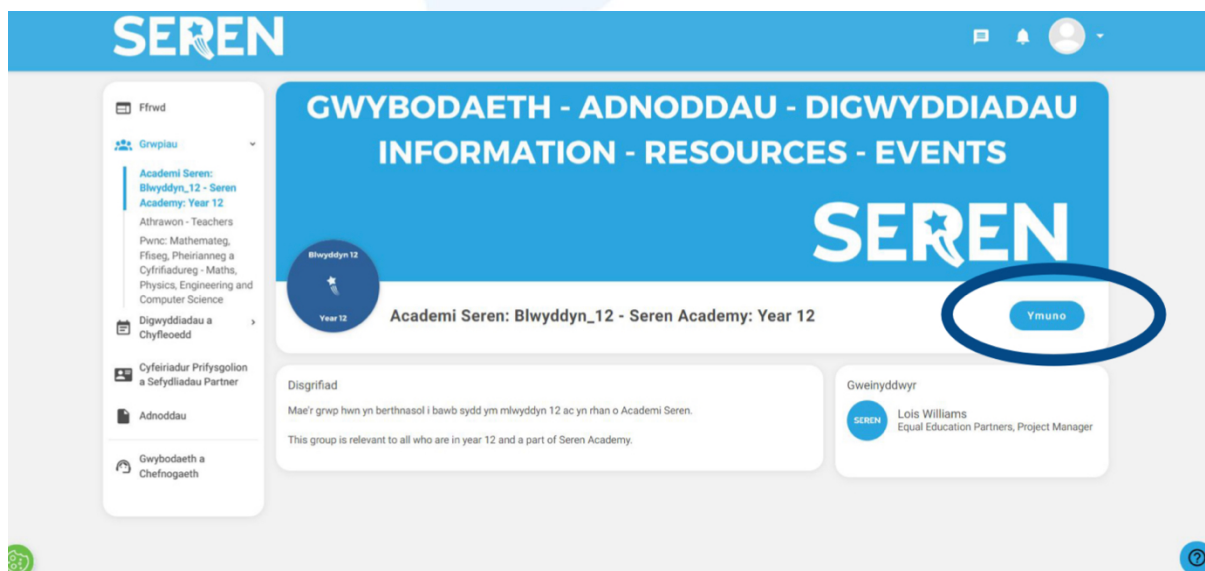 SEREN
Ffrwd
Grwpiau
Academi Seren:
Blwyddyn_12 - Seren
Academy: Year 12
Athrawon - Teachers
Pwnc: Mathemateg,
Ffiseg, Pheirianneg a
Cyfrifiadureg - Maths,
Physics, Engineering and
Computer Science
Digwyddiadau a
Chyfleoedd
Cyfeiriadur Prifysgolion
a Sefydliadau Partner
Adnoddau
Gwybodaeth a
Chefnogaeth
GWYBODAETH - ADNODDAU - DIGWYDDIADAU
INFORMATION - RESOURCES - EVENTS
SEREN
Blwyddyn 12
Year 12
Academi Seren: Blwyddyn_12 - Seren Academy: Year 12
Ymuno
Disgrifiad
Mae'r grwp hwn yn berthnasol i bawb sydd ym mlwyddyn 12 ac yn rhan o Academi Seren.
This group is relevant to all who are in year 12 and a part of Seren Academy.
Gweinyddwyr
SEREN
Lois Williams
Equal Education Partners, Project Manager